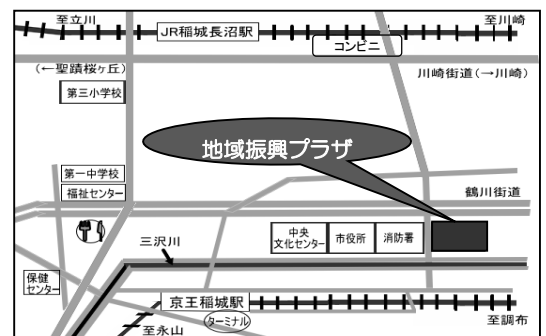 至立川
至川崎
JR稲城長沼駅
コンビニ
(←聖蹟桜ヶ丘)
川崎街道(→川崎)
第三小学校
地域振興プラザ
第一中学校
福祉センター
鶴川街道
三沢川
中央
文化センター
市役所
消防署
保健
センター
京王稲城駅
ターミナル
至永山
至調布